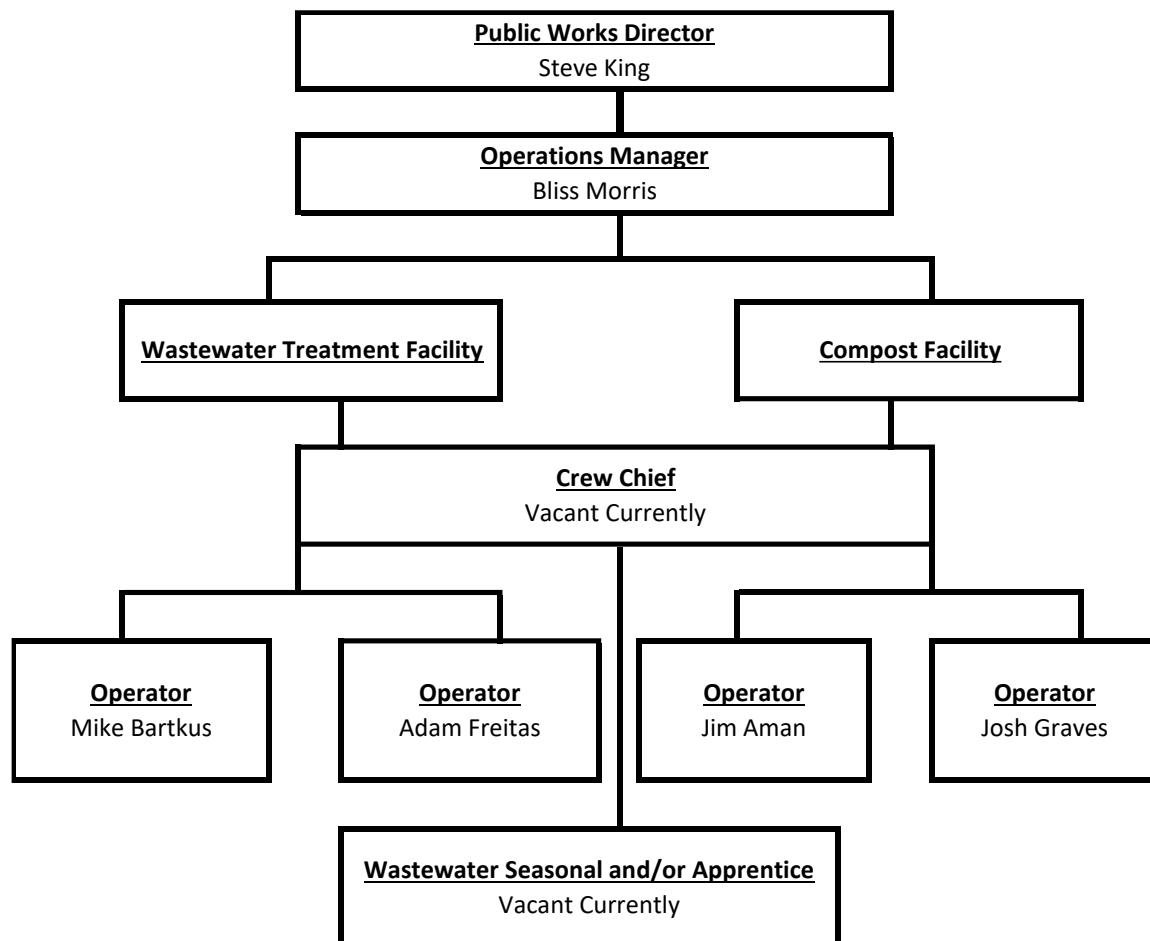 Public Works Director
Steve King
Operations Manager
Bliss Morris
Wastewater Treatment Facility
Compost Facility
Crew Chief
Vacant Currently
Operator
Mike Bartkus
Operator
Adam Freitas
Operator
Jim Aman
Operator
Josh Graves
Wastewater Seasonal and/or Apprentice
Vacant Currently